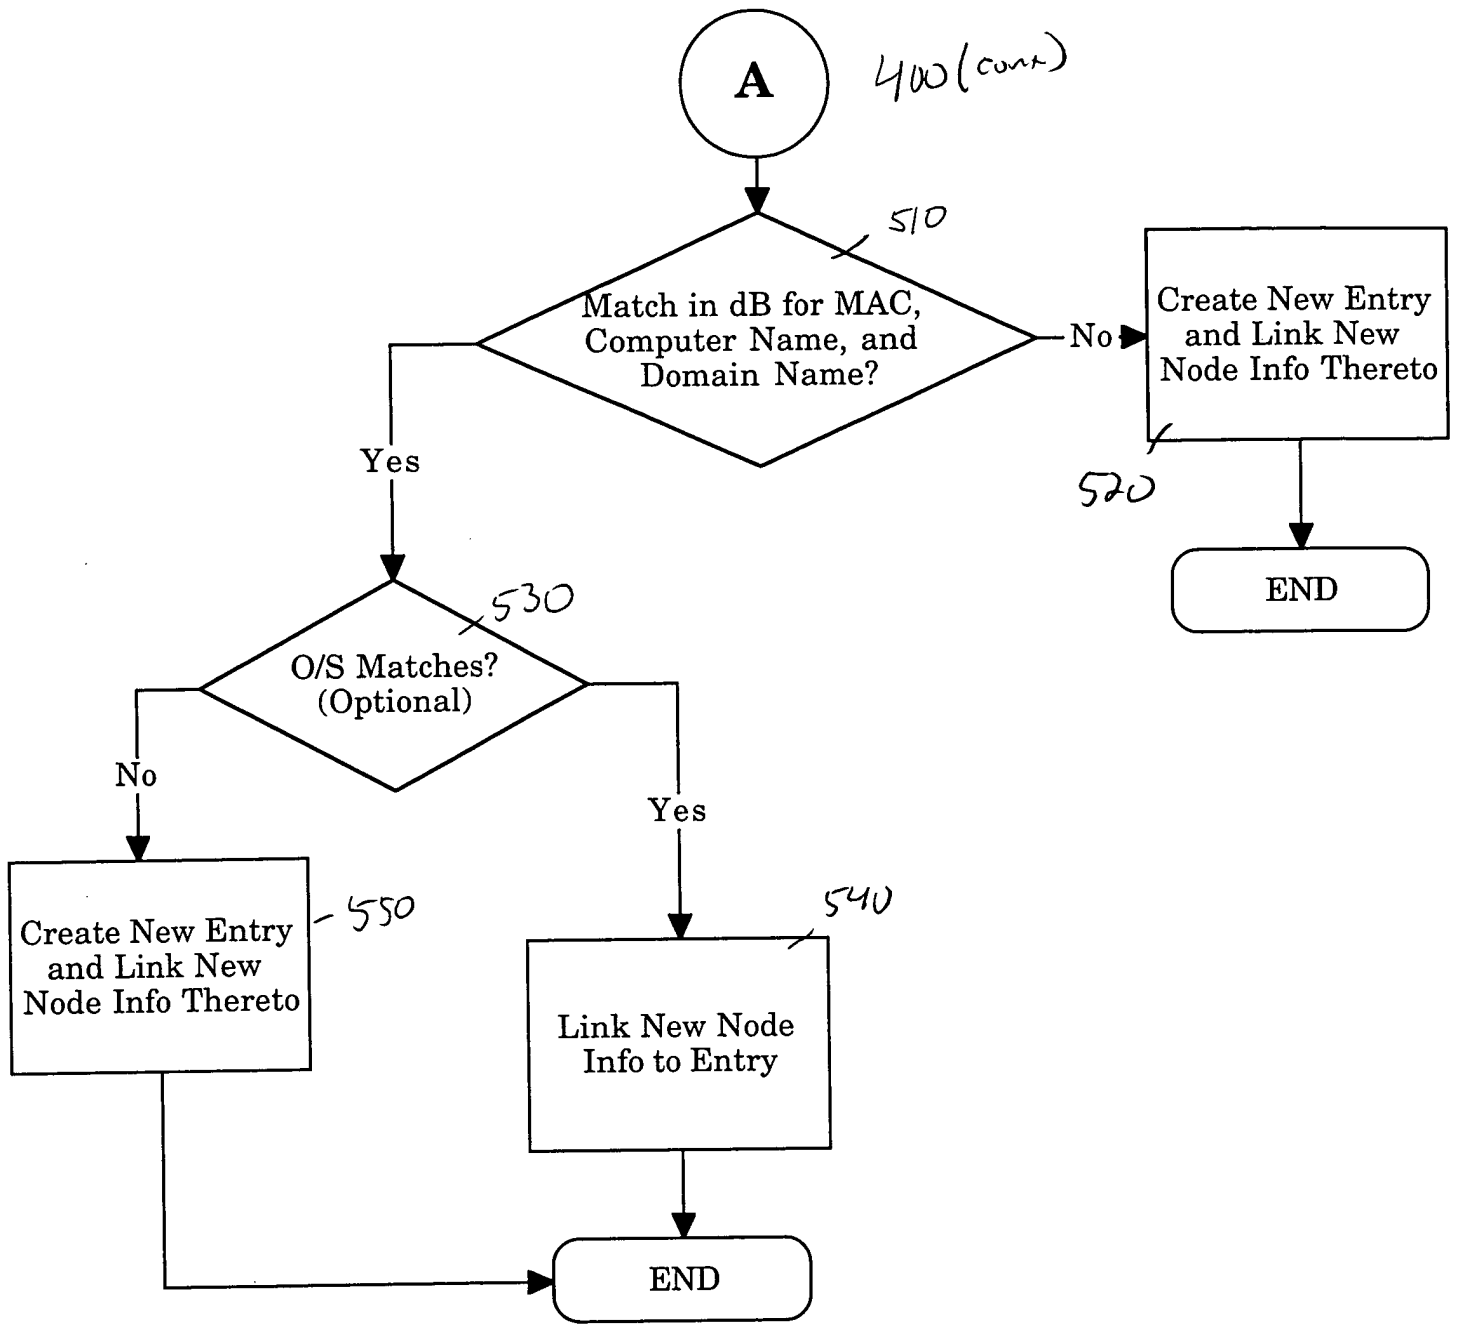 A
400 (cont)
510
Match in dB for MAC,
Computer Name, and
Domain Name?
No
Create New Entry
and Link New
Node Info Thereto
520
END
Yes
530
O/S Matches?
(Optional)
No
Yes
550
Create New Entry
and Link New
Node Info Thereto
540
Link New Node
Info to Entry
END